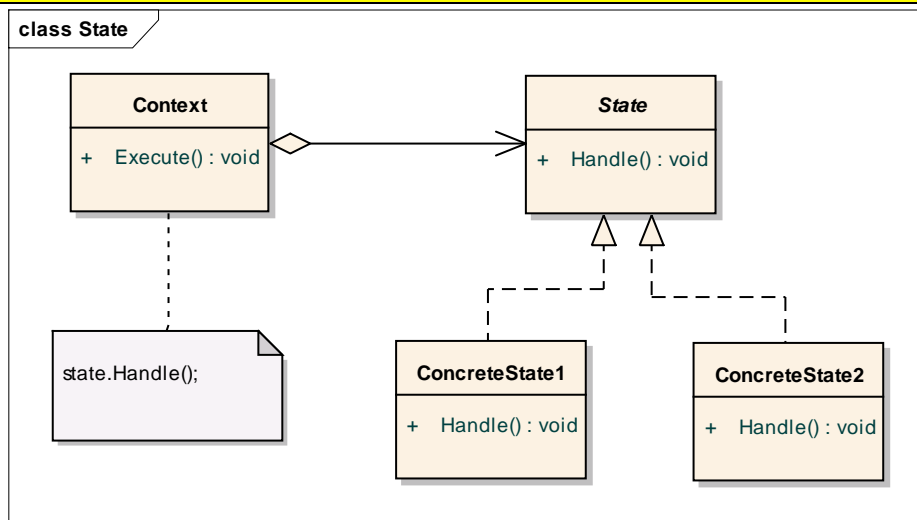 class State
Context
+ Execute() : void
State
+ Handle() : void
state.Handle();
ConcreteState1
+ Handle() : void
ConcreteState2
+ Handle() : void